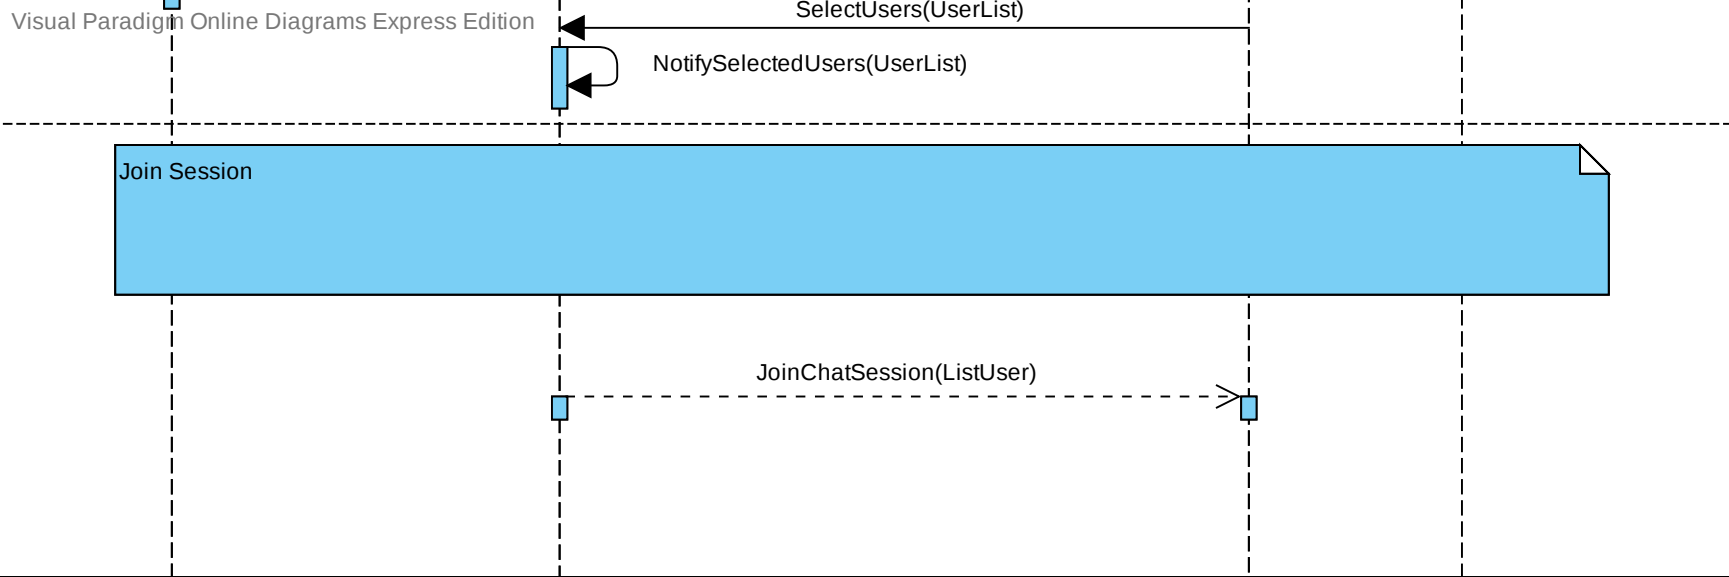 SelectUsers(UserList)
Visual Paradigm Online Diagrams Express Edition
NotifySelectedUsers(UserList)
Join Session
JoinChatSession(ListUser)